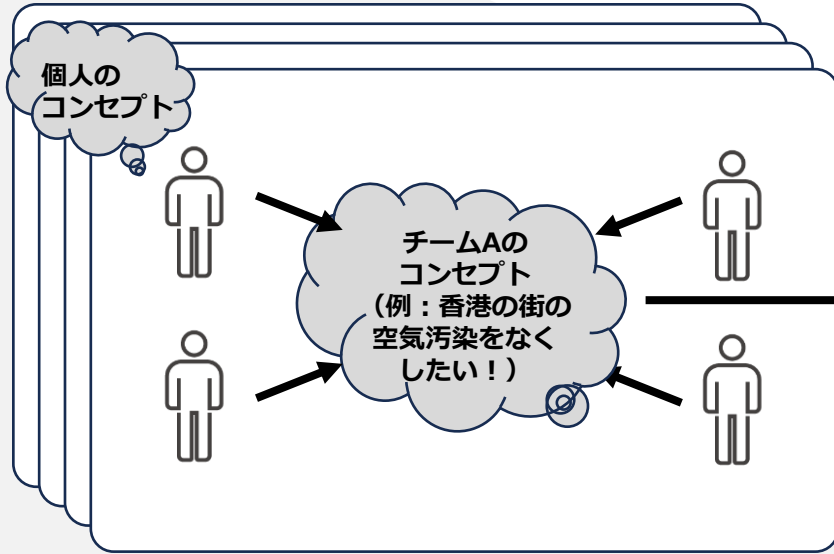 個人の
コンセプト
チームAの
コンセプト
（例：香港の街の
空気汚染をなく
したい！）